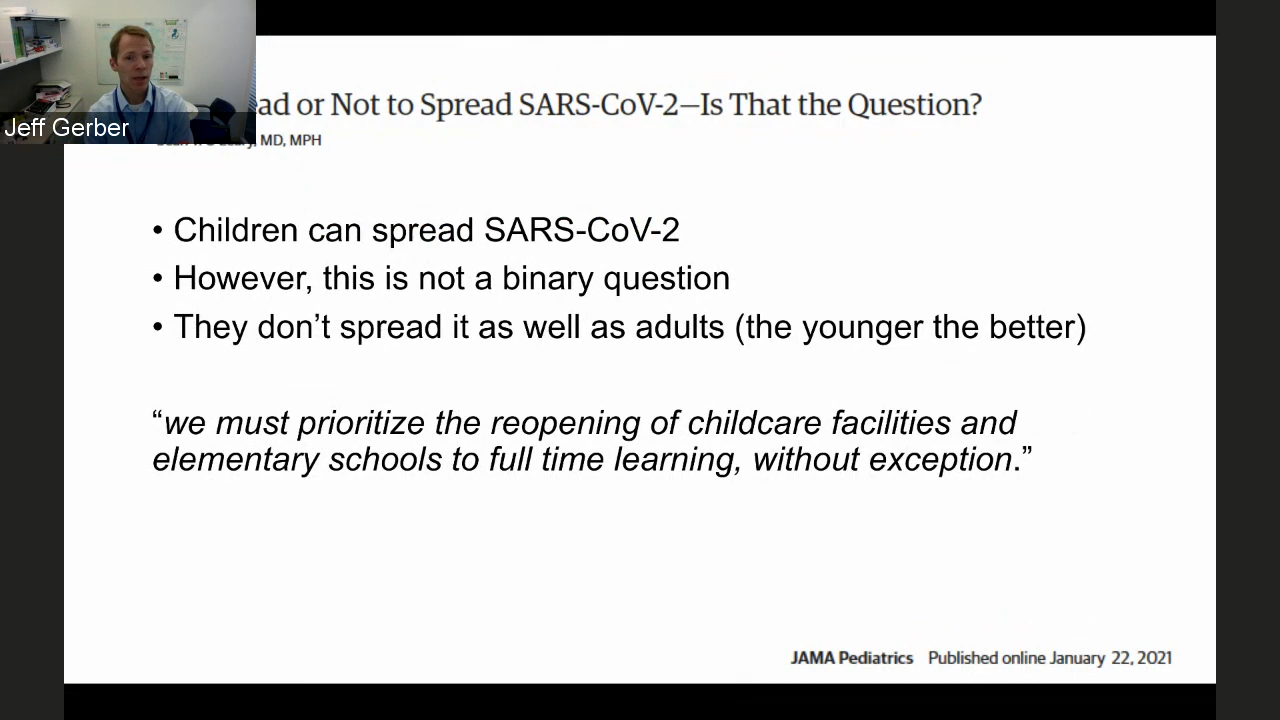 Jeff Gerber
ad or Not to Spread SARS-CoV-2—Is That the Question?
MD, MPH
• Children can spread SARS-CoV-2
• However, this is not a binary question
• They don’t spread it as well as adults (the younger the better)
“we must prioritize the reopening of childcare facilities and
elementary schools to full time learning, without exception.”
JAMA Pediatrics Published online January 22, 2021